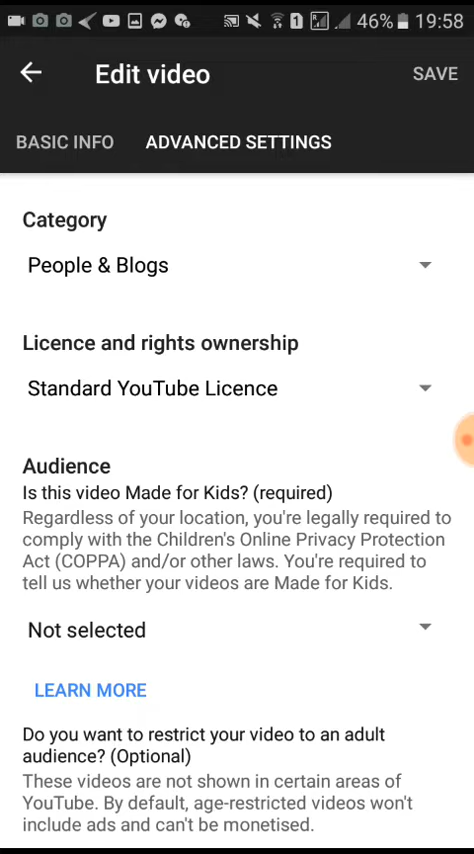 46% 19:58
Edit video SAVE
BASIC INFO ADVANCED SETTINGS
Category
People & Blogs
Licence and rights ownership
Standard YouTube Licence
Audience
Is this video Made for Kids? (required)
Regardless of your location, you're legally required to
comply with the Children's Online Privacy Protection
Act (COPPA) and/or other laws. You're required to
tell us whether your videos are Made for Kids.
Not selected
LEARN MORE
Do you want to restrict your video to an adult
audience? (Optional)
These videos are not shown in certain areas of
YouTube. By default, age-restricted videos won't
include ads and can't be monetised.